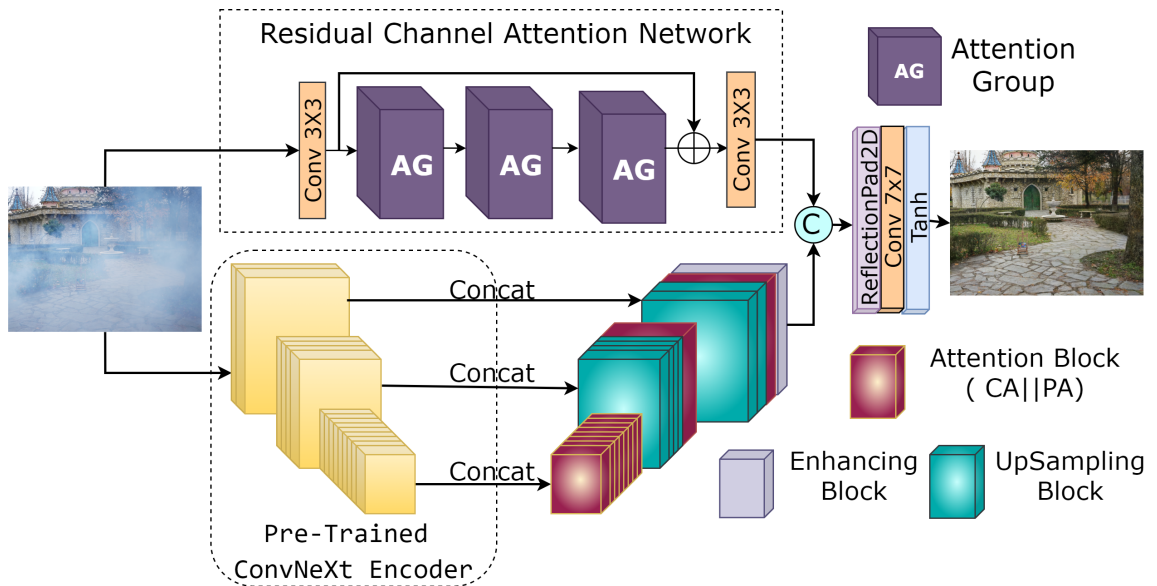 Residual Channel Attention Network
Conv 3X3
AG
AG
AG
Conv 3X3
AG
Attention
Group
C
ReflectionPad2D
Conv 7x7
Tanh
Concat
Concat
Concat
Pre-Trained
ConvNeXt Encoder
Attention Block
( CA||PA)
Enhancing
Block
UpSampling
Block